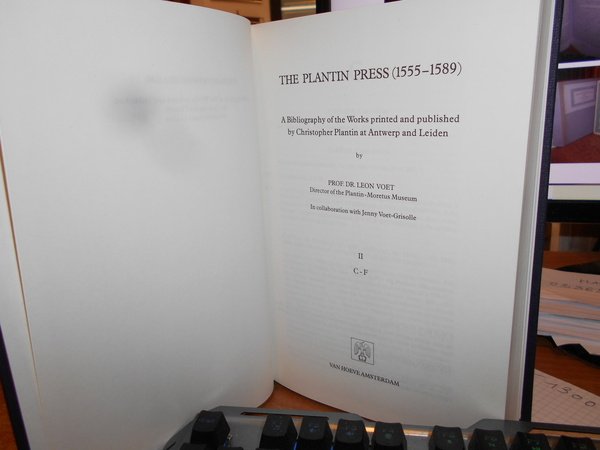 THE PLANTIN PRESS (1555–1589)
A Bibliography of the Works printed and published
by Christopher Plantin at Antwerp and Leiden
by
PROF. DR. LEON VOET
Director of the Plantin-Moretus Museum
In collaboration with Jenny Voet-Grisolle
II
C-F
VAN HOEVE AMSTERDAM
1300